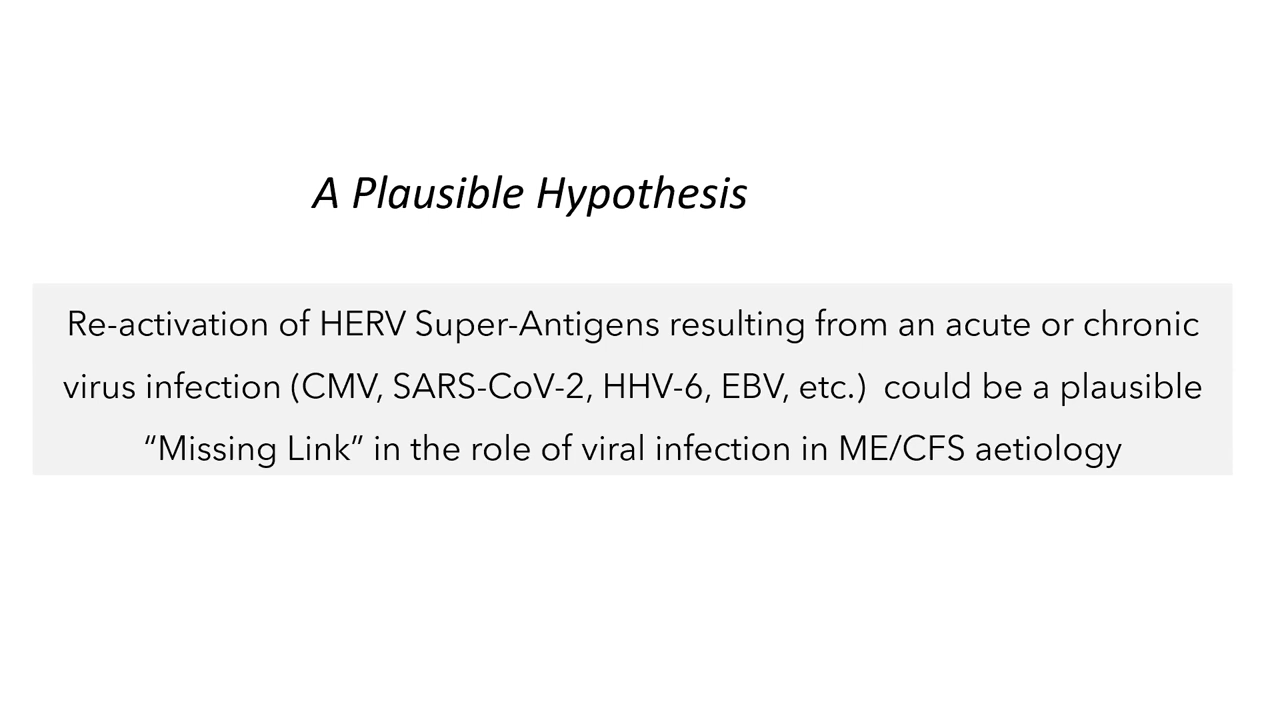 A Plausible Hypothesis
Re-activation of HERV Super-Antigens resulting from an acute or chronic
virus infection (CMV, SARS-CoV-2, HHV-6, EBV, etc.)  could be a plausible
“Missing Link” in the role of viral infection in ME/CFS aetiology